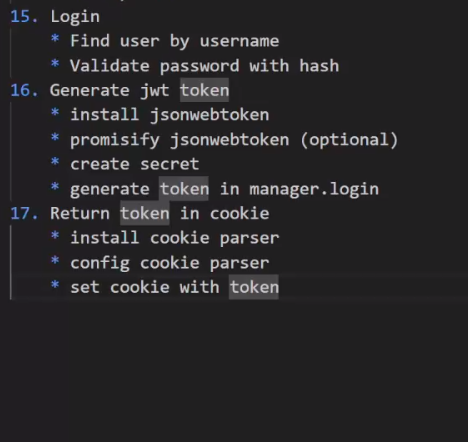 15. Login
* Find user by username
* Validate password with hash
16. Generate jwt token
* install jsonwebtoken
* promisify jsonwebtoken (optional)
* create secret
* generate token in manager.login
17. Return token in cookie
* install cookie parser
* config cookie parser
* set cookie with token